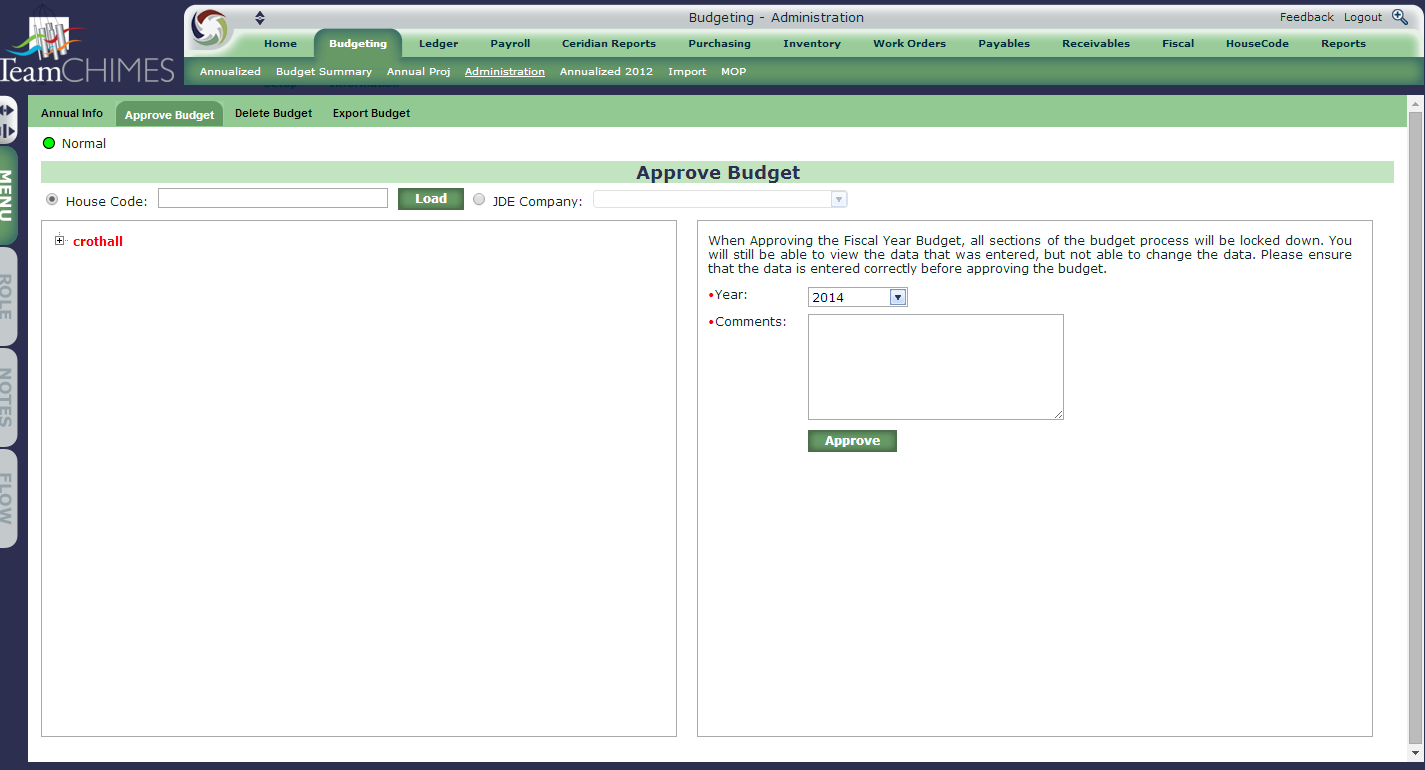 TeamCHIMES
Budgeting - Administration
Feedback Logout
Home Budgeting Ledger Payroll Ceridian Reports Purchasing Inventory Work Orders Payables Receivables Fiscal HouseCode Reports
Annualized Budget Summary Annual Proj Administration Annualized 2012 Import MOP
Annual Info Approve Budget Delete Budget Export Budget
Normal
Approve Budget
House Code: Load JDE Company:
crothall
When Approving the Fiscal Year Budget, all sections of the budget process will be locked down. You
will still be able to view the data that was entered, but not able to change the data. Please ensure
that the data is entered correctly before approving the budget.
•Year: 2014
•Comments:
Approve
MENU
ROLE
NOTES
FLOW